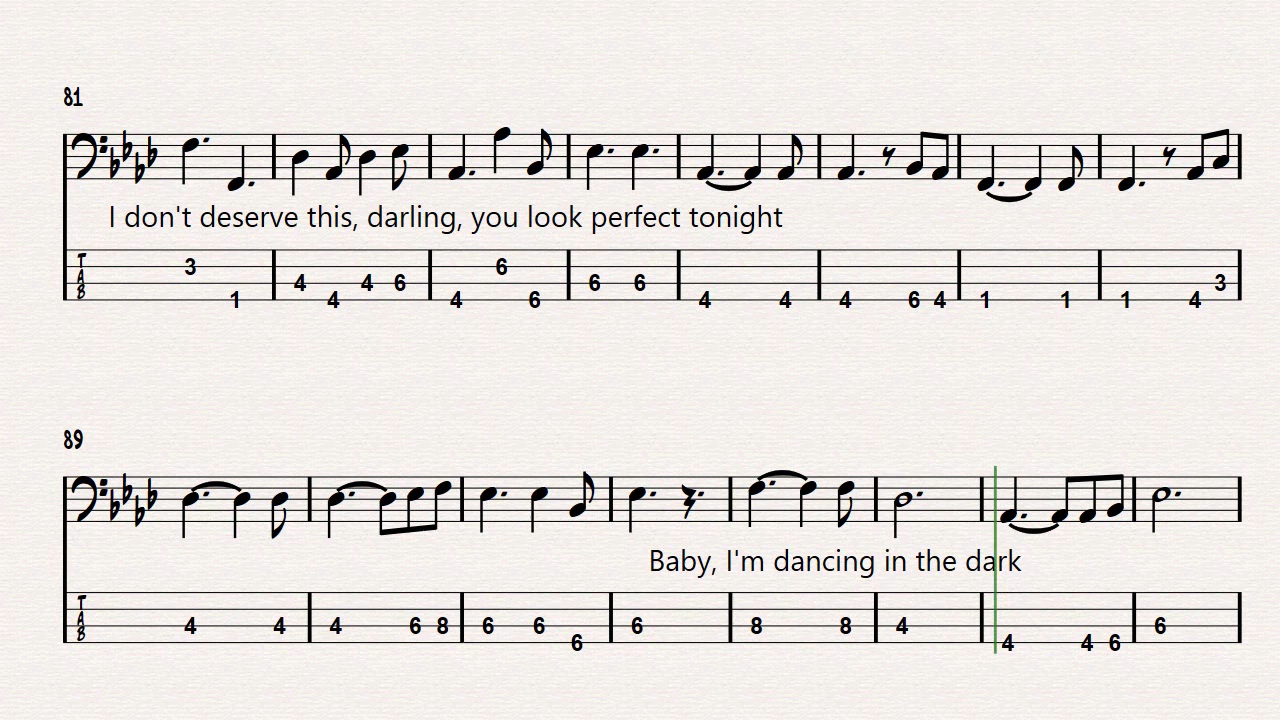 81
I don't deserve this, darling, you look perfect tonight
T
A
B
3 1 4 4 4 6 4 6 6 6 6 4 4 4 6 4 1 1 1 4 3
89
Baby, I'm dancing in the dark
T
A
B
4 4 4 6 8 6 6 6 6 8 8 4 4 4 6 6